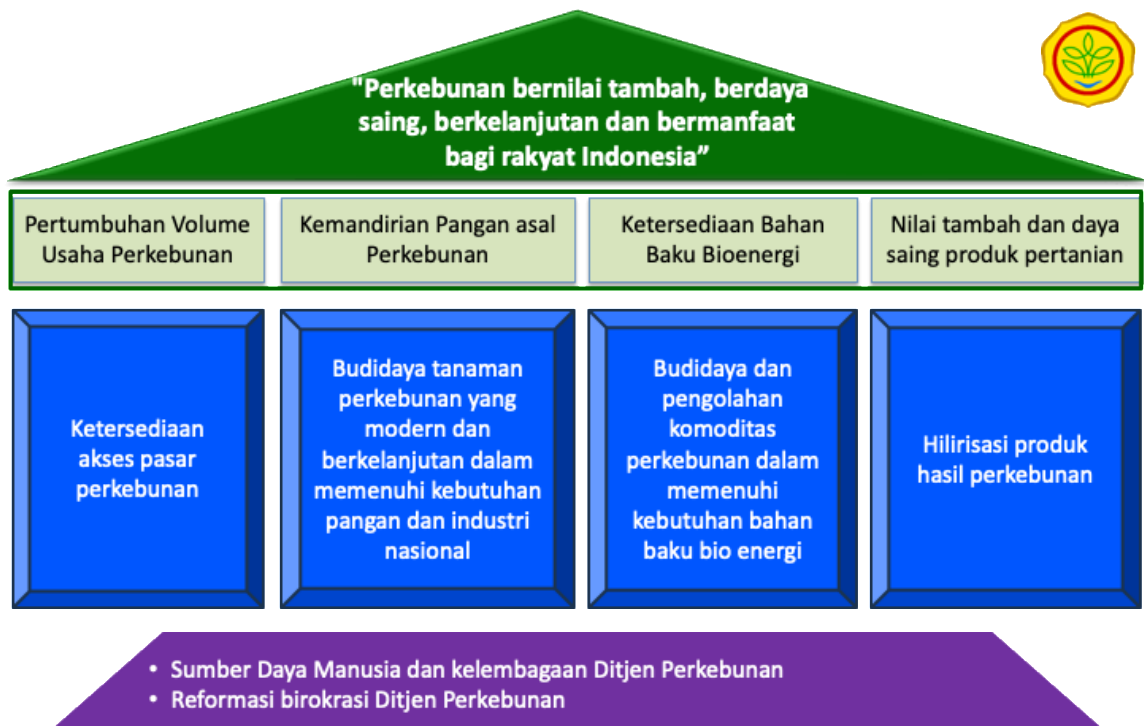 "Perkebunan bernilai tambah, berdaya
saing, berkelanjutan dan bermanfaat
bagi rakyat Indonesia”
Pertumbuhan Volume
Usaha Perkebunan
Kemandirian Pangan asal
Perkebunan
Ketersediaan Bahan
Baku Bioenergi
Nilai tambah dan daya
saing produk pertanian
Ketersediaan
akses pasar
perkebunan
Budidaya tanaman
perkebunan yang
modern dan
berkelanjutan dalam
memenuhi kebutuhan
pangan dan industri
nasional
Budidaya dan
pengolahan
komoditas
perkebunan dalam
memenuhi
kebutuhan bahan
baku bio energi
Hilirisasi produk
hasil perkebunan
• Sumber Daya Manusia dan kelembagaan Ditjen Perkebunan
• Reformasi birokrasi Ditjen Perkebunan